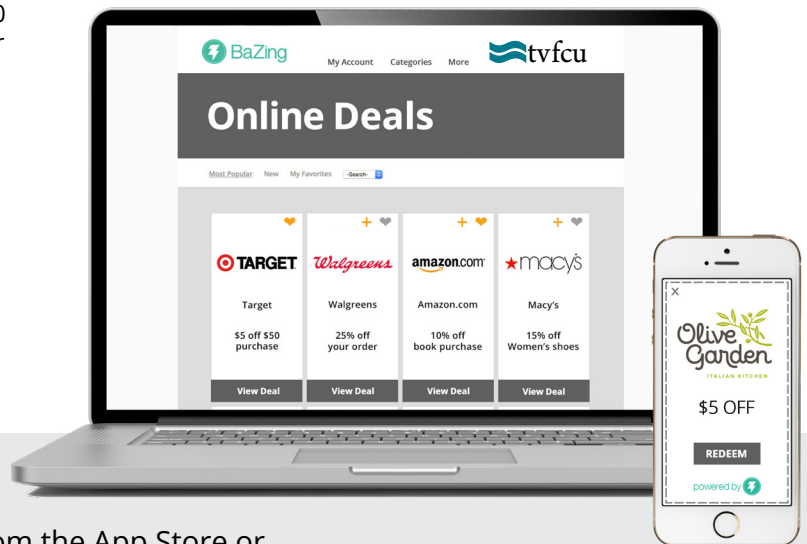 0
r
BaZing
My Account Categories More
tvfcu
Online Deals
Most Popular New My Favorites -Search-
TARGET Walgreens amazon.com macy's
Target Walgreens Amazon.com Macy's
$5 off $50 25% off 10% off 15% off
purchase your order book purchase Women's shoes
View Deal View Deal View Deal View Deal
X
Olive
Garden
ITALIAN KITCHEN
$5 OFF
REDEEM
powered by
om the App Store or